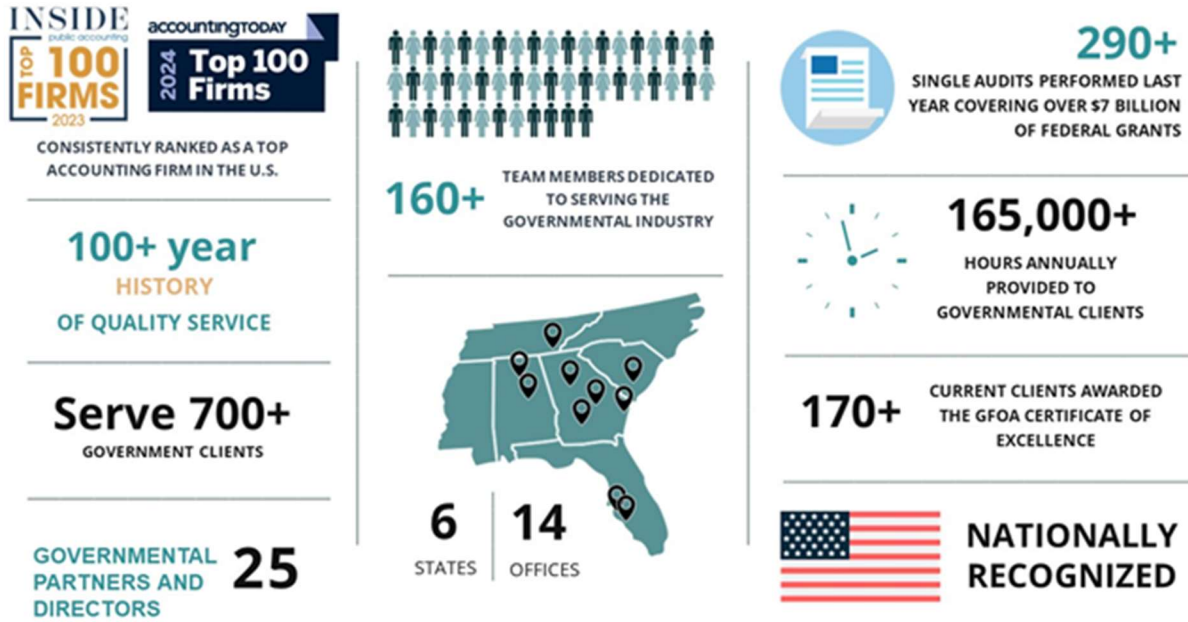 INSIDE
public accounting
TOP
100
FIRMS
2023
accountingTODAY
2024
Top 100
Firms
CONSISTENTLY RANKED AS A TOP
ACCOUNTING FIRM IN THE U.S.
100+ year
HISTORY
OF QUALITY SERVICE
Serve 700+
GOVERNMENT CLIENTS
GOVERNMENTAL
PARTNERS AND
DIRECTORS
25
160+
TEAM MEMBERS DEDICATED
TO SERVING THE
GOVERNMENTAL INDUSTRY
6
STATES
14
OFFICES
290+
SINGLE AUDITS PERFORMED LAST
YEAR COVERING OVER $7 BILLION
OF FEDERAL GRANTS
165,000+
HOURS ANNUALLY
PROVIDED TO
GOVERNMENTAL CLIENTS
170+
CURRENT CLIENTS AWARDED
THE GFOA CERTIFICATE OF
EXCELLENCE
NATIONALLY
RECOGNIZED